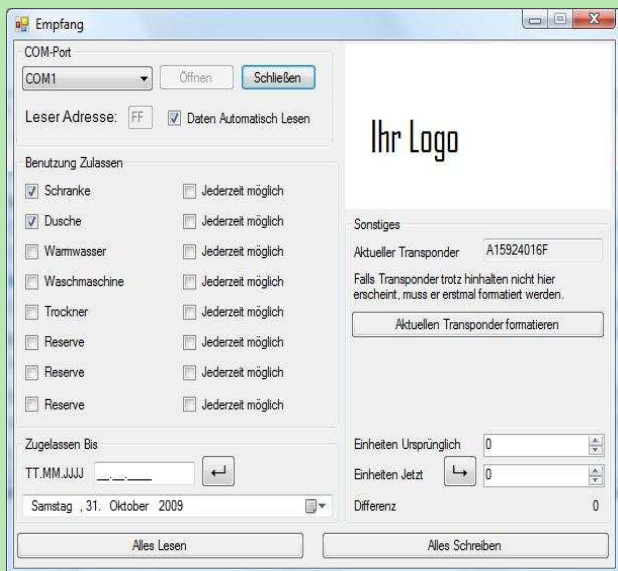 Empfang
COM-Port
COM1
Öffnen
Schließen
Leser Adresse: FF
Daten Automatisch Lesen
Ihr Logo
Benutzung Zulassen
Schranke
Jederzeit möglich
Dusche
Jederzeit möglich
Warmwasser
Jederzeit möglich
Waschmaschine
Jederzeit möglich
Trockner
Jederzeit möglich
Reserve
Jederzeit möglich
Reserve
Jederzeit möglich
Reserve
Jederzeit möglich
Sonstiges
Aktueller Transponder A15924016F
Falls Transponder trotz hinhalten nicht hier
erscheint, muss er erstmal formatiert werden.
Aktuellen Transponder formatieren
Zugelassen Bis
TT.MM.JJJJ __.__.____
Samstag , 31. Oktober 2009
Einheiten Ursprünglich 0
Einheiten Jetzt 0
Differenz 0
Alles Lesen
Alles Schreiben